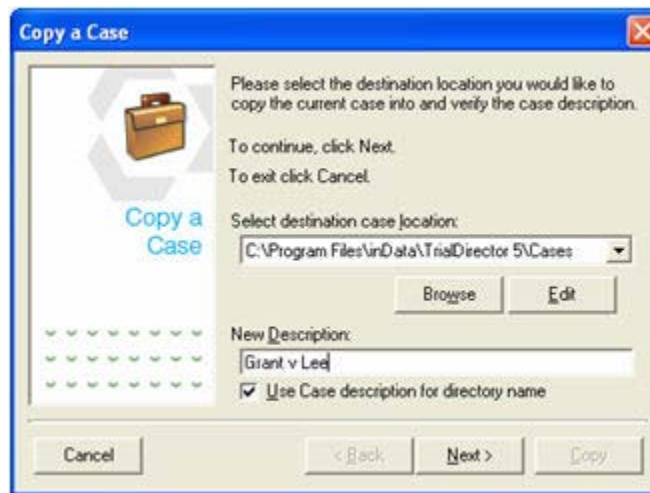 Copy a Case
Please select the destination location you would like to
copy the current case into and verify the case description.
To continue, click Next.
To exit click Cancel.
Copy a
Case
Select destination case location:
C:\Program Files\inData\TrialDirector 5\Cases
Browse
Edit
New Description:
Grant v Lee
Use Case description for directory name
Cancel
< Back
Next >
Copy